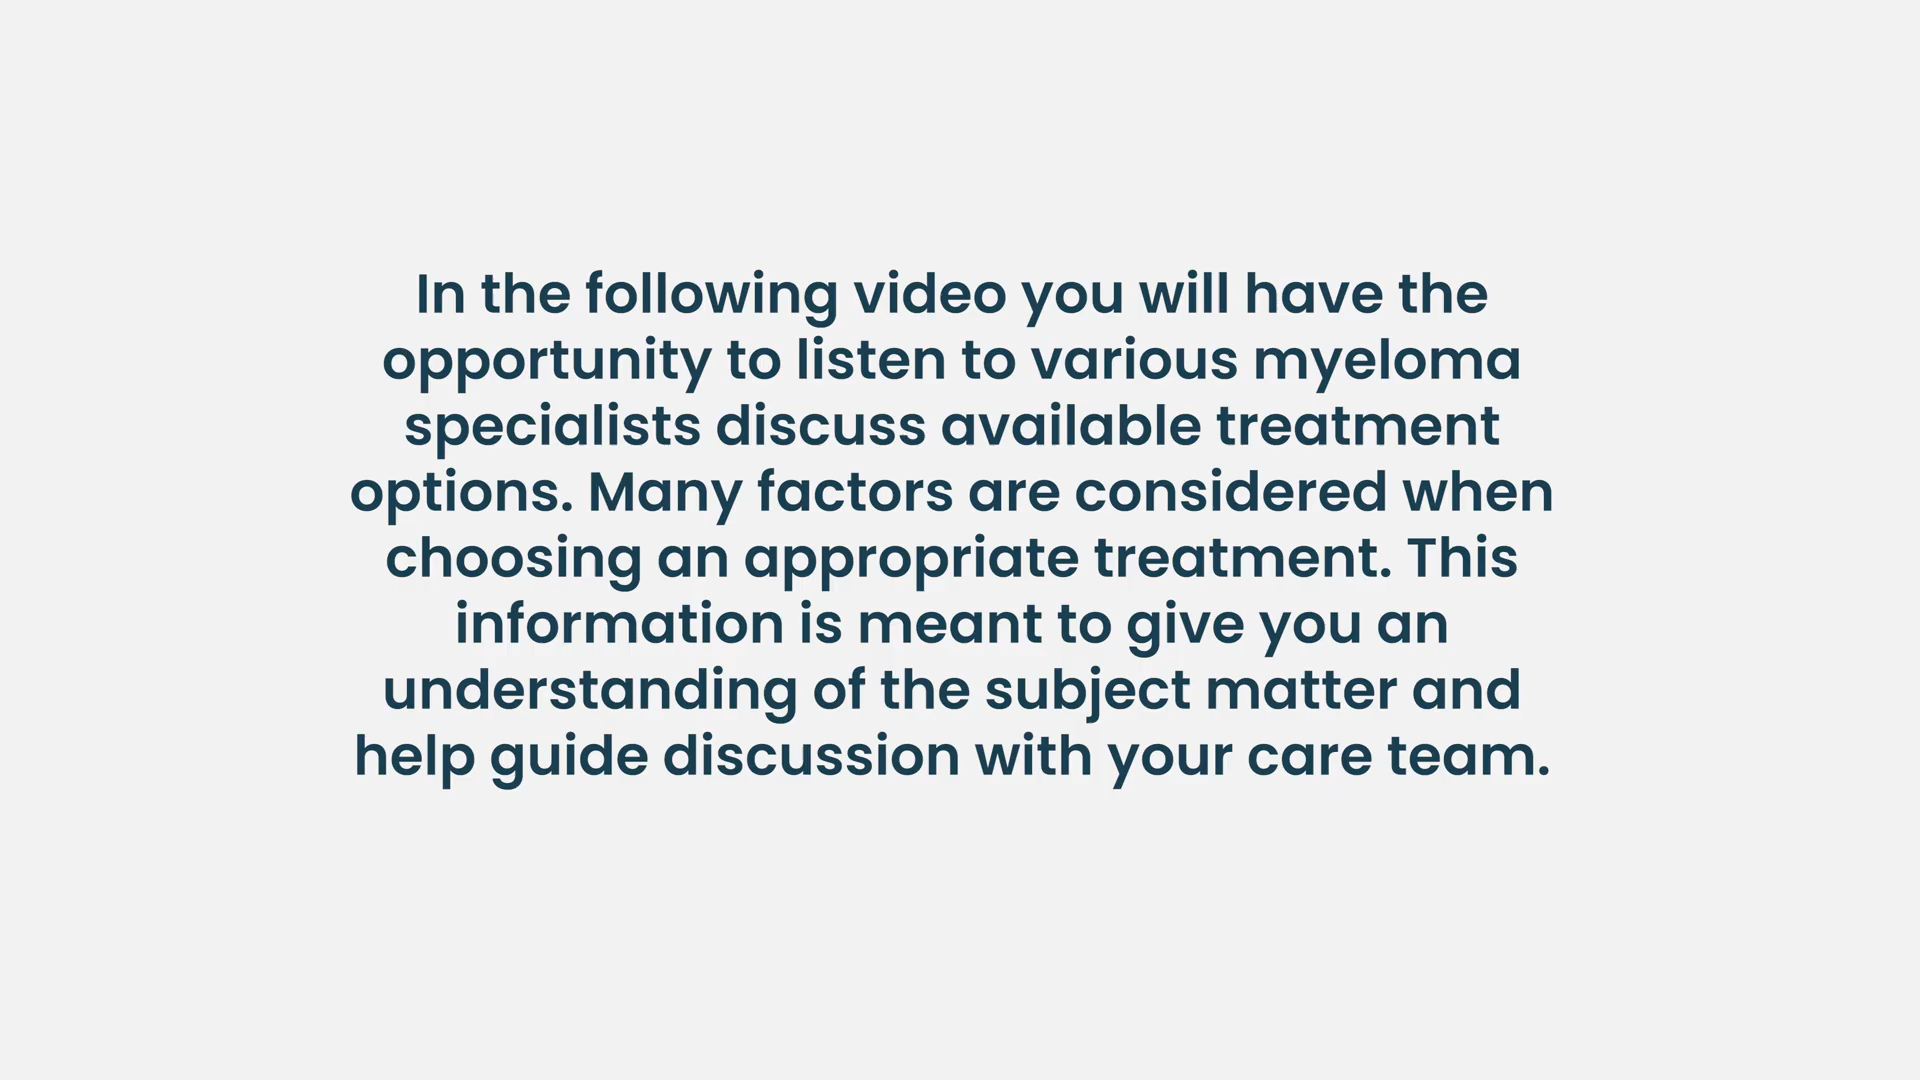 In the following video you will have the
opportunity to listen to various myeloma
specialists discuss available treatment
options. Many factors are considered when
choosing an appropriate treatment. This
information is meant to give you an
understanding of the subject matter and
help guide discussion with your care team.